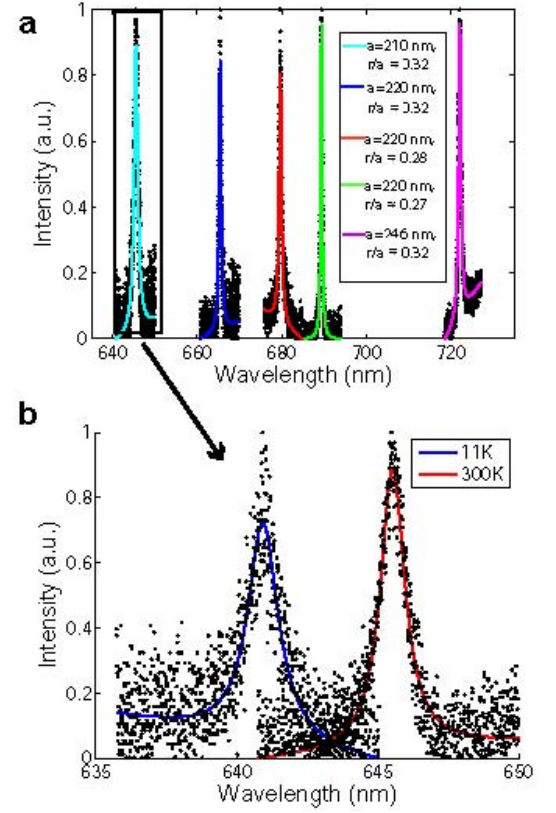 a
1
0.8
0.6
0.4
0.2
0
Intensity (a.u.)
a=210 nm,
r/a = 0.32
a=220 nm,
r/a = 0.32
a=220 nm,
r/a = 0.28
a=220 nm,
r/a = 0.27
a=246 nm,
r/a = 0.32
640 660 680 700 720
Wavelength (nm)
b
1
0.8
0.6
0.4
0.2
0
Intensity (a.u.)
11K
300K
635 640 645 650
Wavelength (nm)